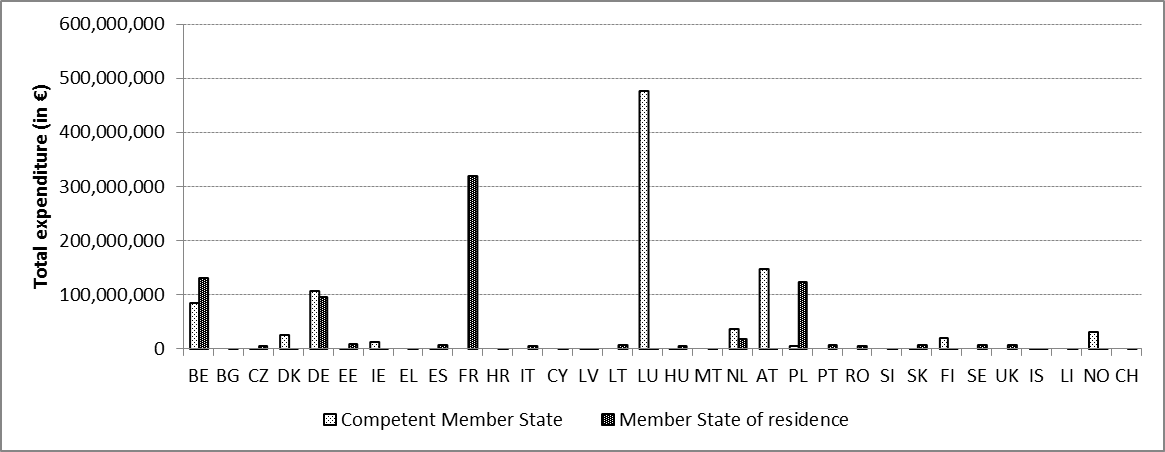 Total expenditure (in €)
600,000,000
500,000,000
400,000,000
300,000,000
200,000,000
100,000,000
0
BE BG CZ DK DE EE IE EL ES FR HR IT CY LV LT LU HU MT NL AT PL PT RO SI SK FI SE UK IS LI NO CH
Competent Member State Member State of residence